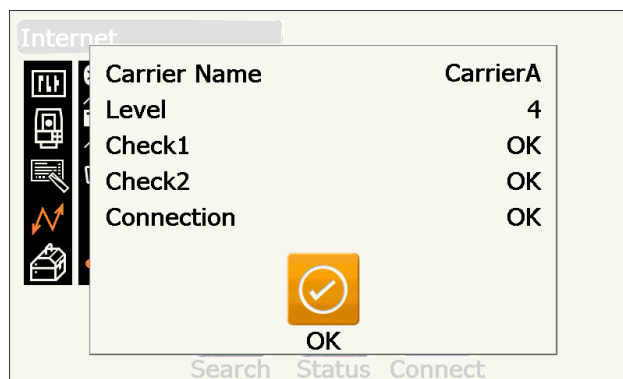 Internet
Carrier Name CarrierA
Level 4
Check1 OK
Check2 OK
Connection OK
OK
Search Status Connect